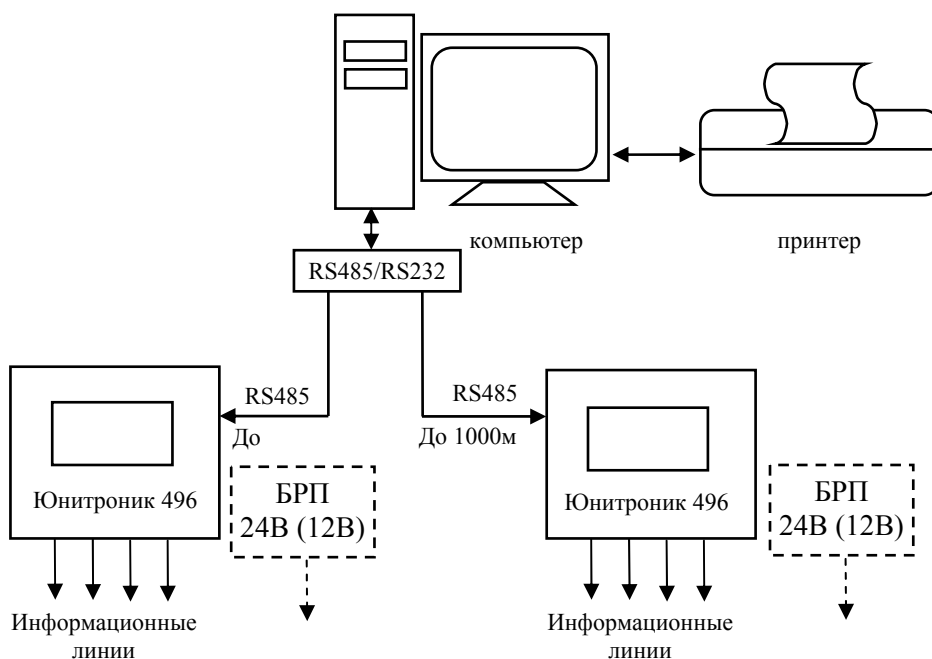 компьютер
принтер
RS485/RS232
RS485
До
RS485
До 1000м
Юнитроник 496
БРП
24В (12В)
Юнитроник 496
БРП
24В (12В)
Информационные
линии
Информационные
линии